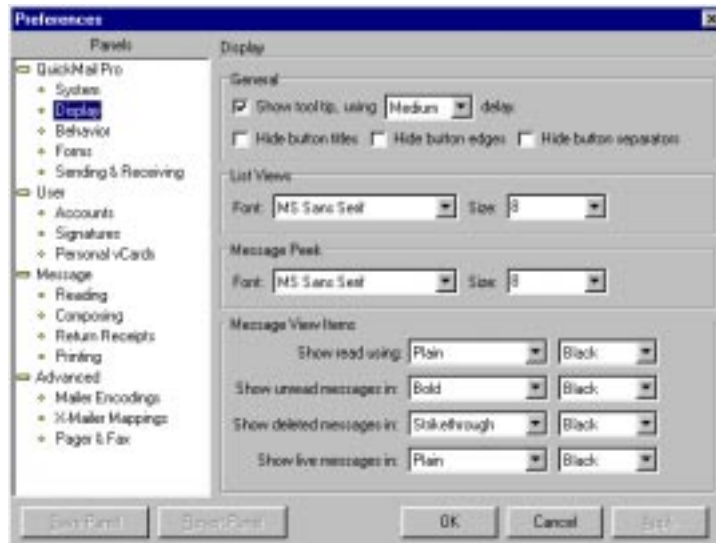 Preferences
Panels
QuickMail Pro
System
Display
Behavior
Forms
Sending & Receiving
User
Accounts
Signatures
Personal vCards
Message
Reading
Composing
Return Receipts
Printing
Advanced
Mailer Encodings
X-Mailer Mappings
Pager & Fax
Display
General
Show tool tip, using Medium delay
Hide button titles Hide button edges Hide button separators
List Views
Font: MS Sans Serif Size: 8
Message Peek
Font: MS Sans Serif Size: 8
Message View Items
Show read using: Plain Black
Show unread messages in: Bold Black
Show deleted messages in: Strikethrough Black
Show live messages in: Plain Black
Panel Panel OK Cancel Apply